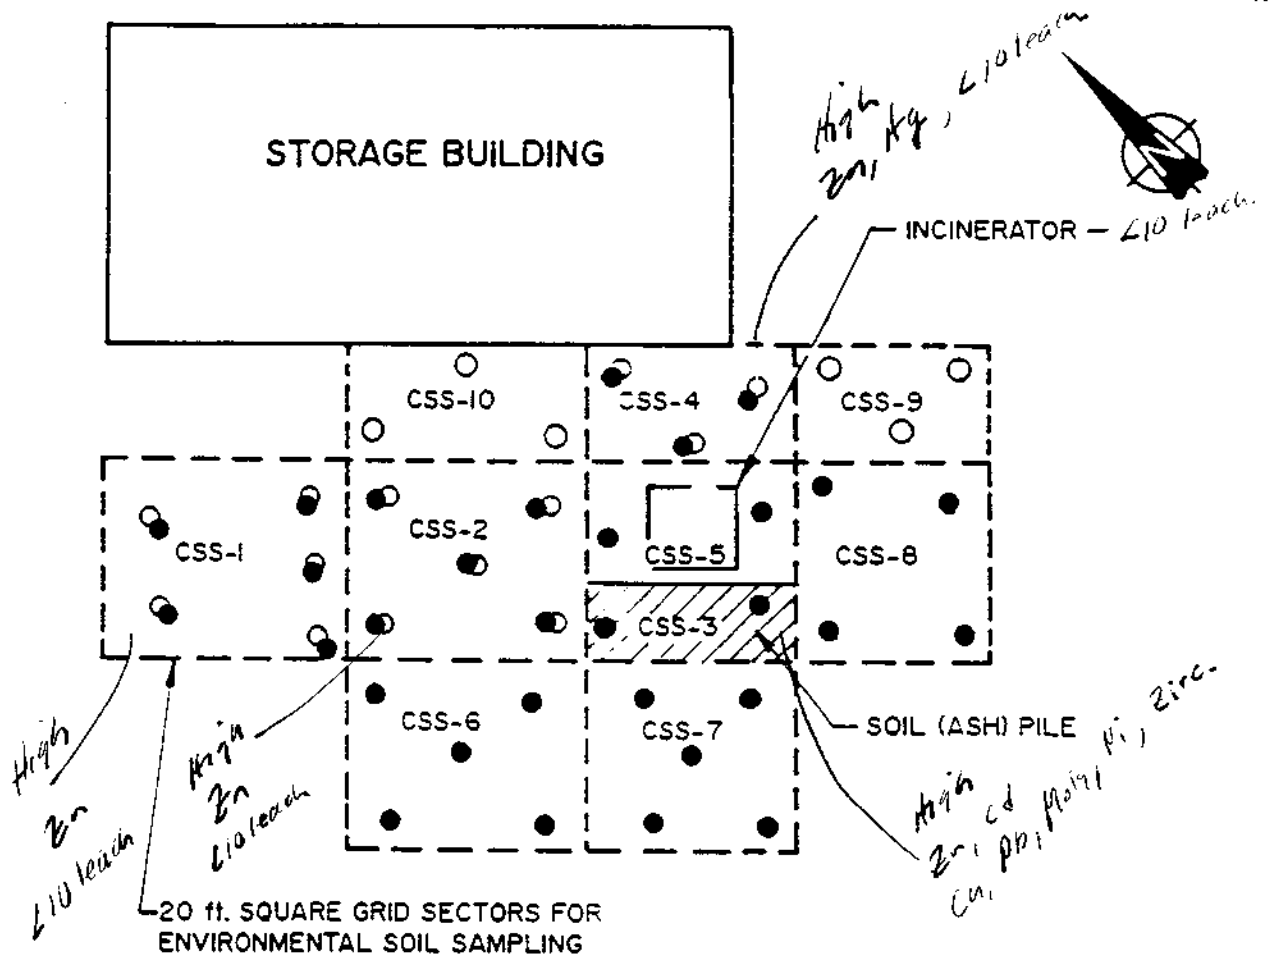 STORAGE BUILDING
High
Zn, Hg, <10 leach
INCINERATOR - <10 leach.
CSS-10
CSS-4
CSS-9
CSS-1
CSS-2
CSS-5
CSS-8
CSS-3
CSS-6
CSS-7
SOIL (ASH) PILE
High
Zn
<10 leach
High
Zn
<10 leach
High
Zn, Cd
Cu, Pb, Moly, Ni, Zirc.
20 ft. SQUARE GRID SECTORS FOR
ENVIRONMENTAL SOIL SAMPLING